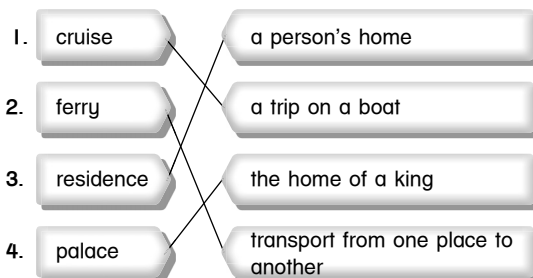 1. cruise a person's home
2. ferry a trip on a boat
3. residence the home of a king
4. palace transport from one place to
another